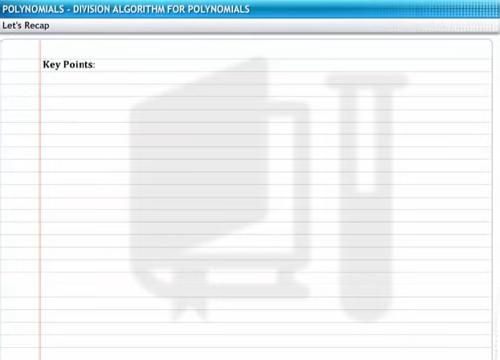 POLYNOMIALS - DIVISION ALGORITHM FOR POLYNOMIALS
Let's Recap
Key Points: